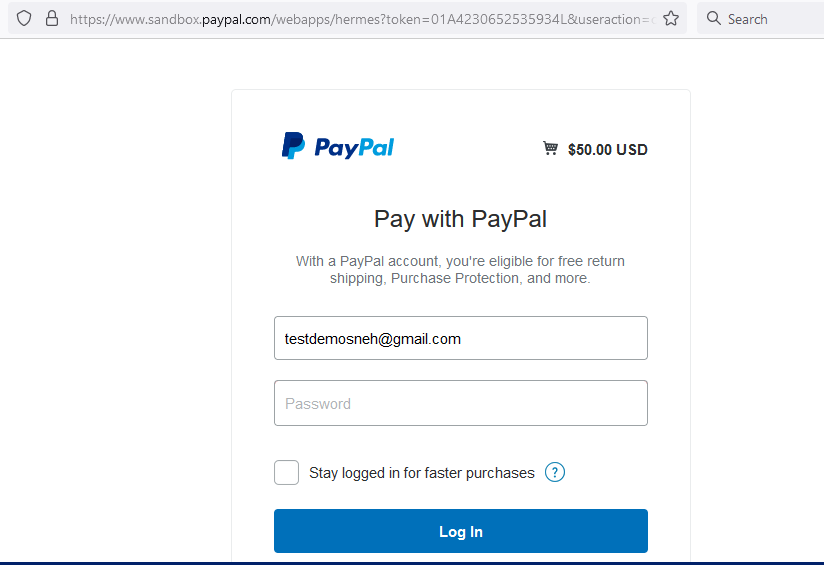 https://www.sandbox.paypal.com/webapps/hermes?token=01A4230652535934L&useraction=
Search
PayPal
$50.00 USD
Pay with PayPal
With a PayPal account, you're eligible for free return
shipping, Purchase Protection, and more.
testdemosneh@gmail.com
Password
Stay logged in for faster purchases ?
Log In